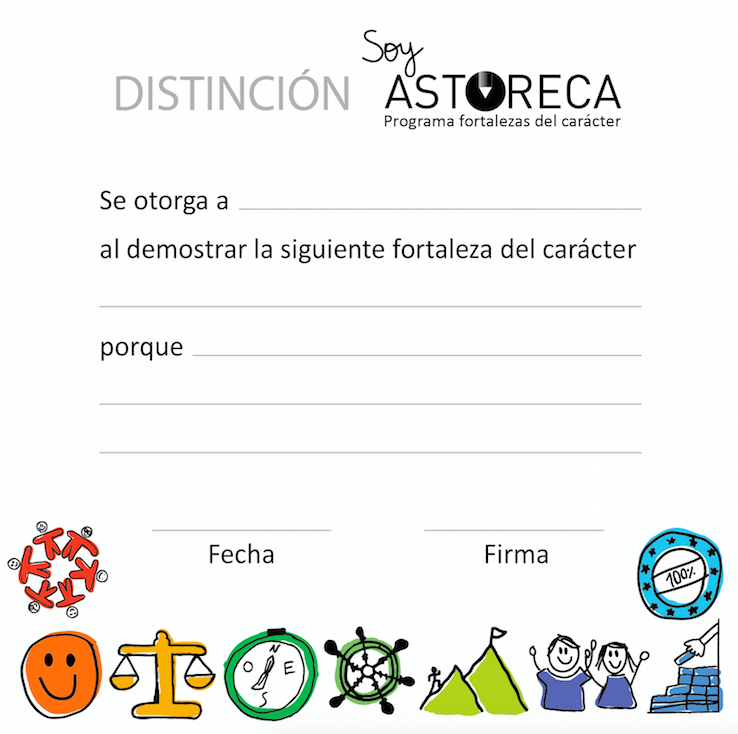 Soy
DISTINCIÓN ASTORECA
Programa fortalezas del carácter
Se otorga a
al demostrar la siguiente fortaleza del carácter
porque
Fecha Firma
100%
N
O E
S